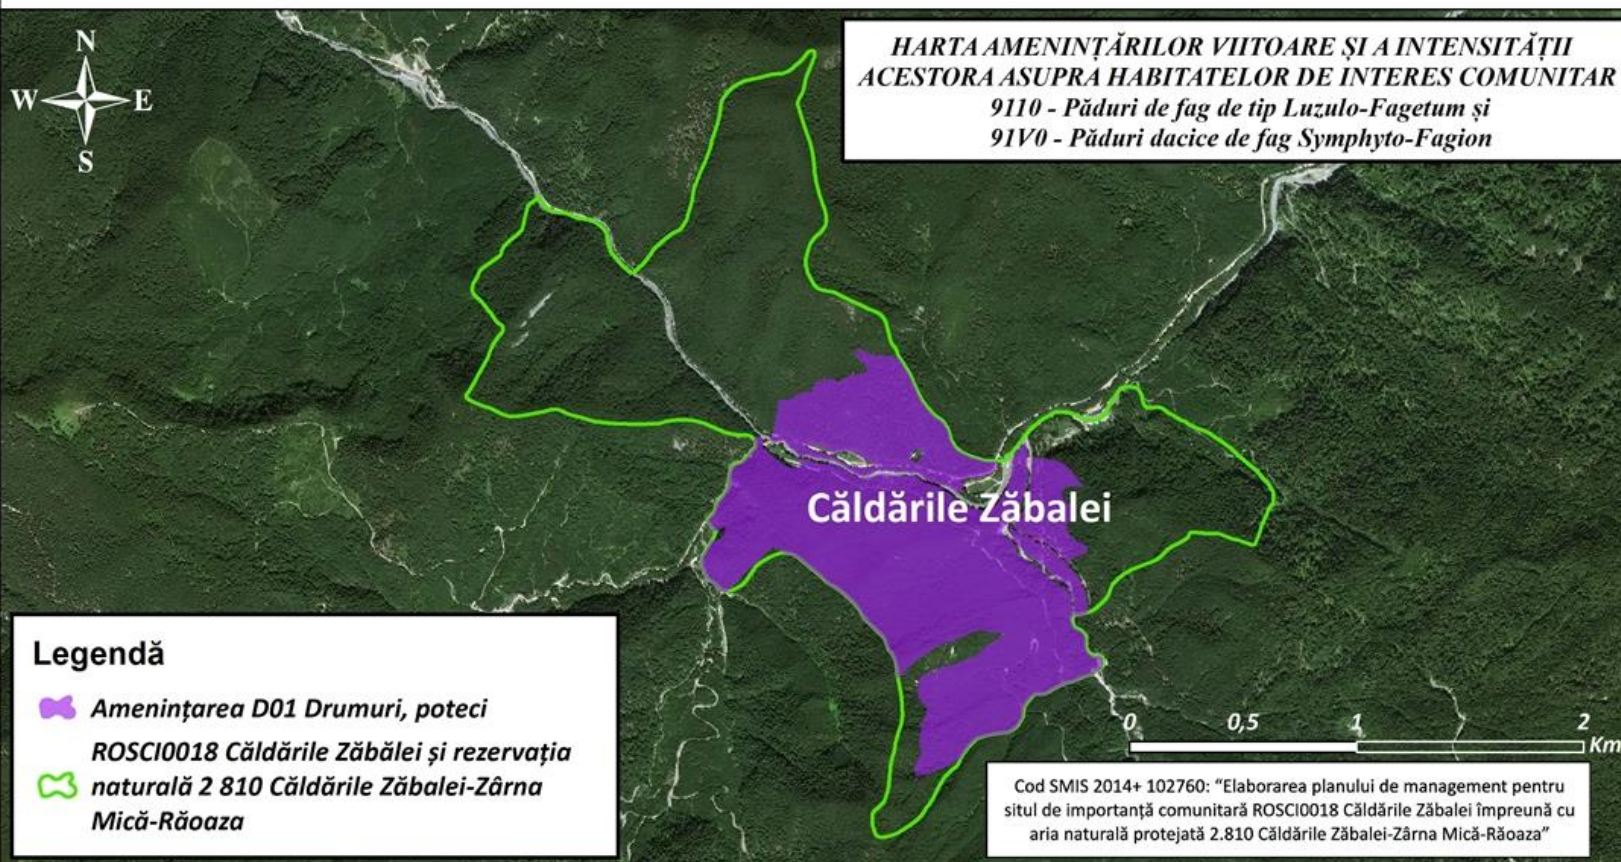 N
W E
S
HARTA AMENINȚĂRILOR VIITOARE ȘI A INTENSITĂȚII
ACESTORA ASUPRA HABITATELOR DE INTERES COMUNITAR
9110 - Păduri de fag de tip Luzulo-Fagetum și
91V0 - Păduri dacice de fag Symphyto-Fagion
Căldările Zăbalei
Legendă
Amenințarea D01 Drumuri, poteci
ROSCI0018 Căldările Zăbălei și rezervația
naturală 2 810 Căldările Zăbalei-Zârna
Mică-Răoaza
0 0,5 1 2
Km
Cod SMIS 2014+ 102760: “Elaborarea planului de management pentru
situl de importanță comunitară ROSCI0018 Căldările Zăbalei împreună cu
aria naturală protejată 2.810 Căldările Zăbalei-Zârna Mică-Răoaza”